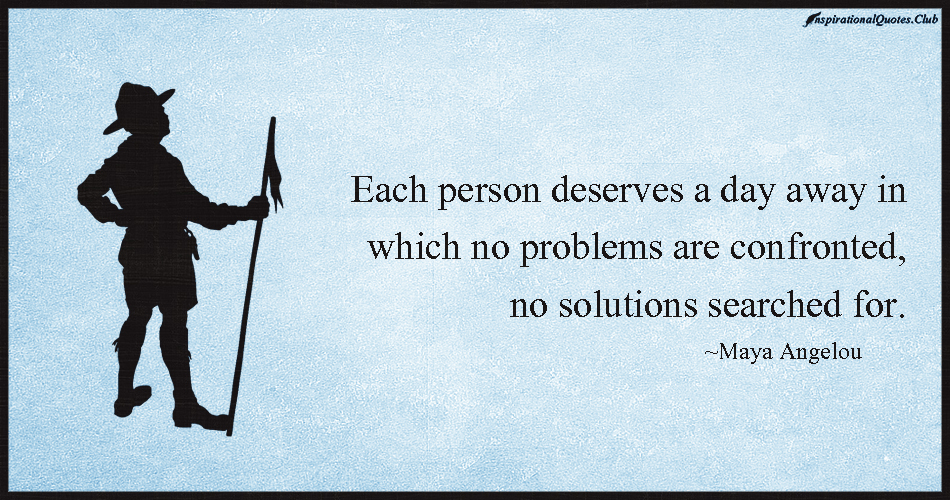 InspirationalQuotes.Club
Each person deserves a day away in
which no problems are confronted,
no solutions searched for.
~Maya Angelou